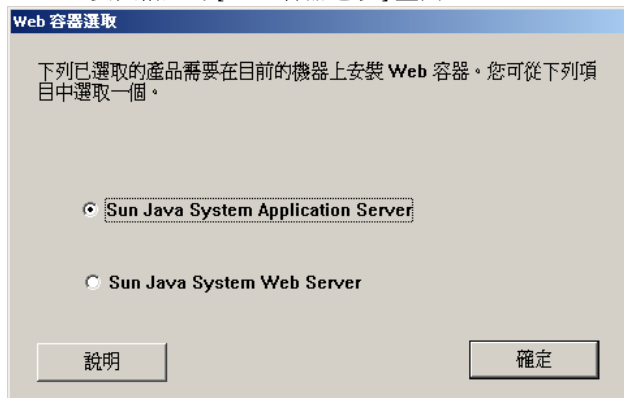 Web 容器選取
下列已選取的產品需要在目前的機器上安裝 Web 容器。您可從下列項
目中選取一個。
Sun Java System Application Server
Sun Java System Web Server
說明
確定